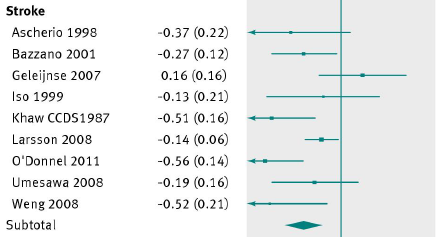 Stroke
Ascherio 1998 -0.37 (0.22)
Bazzano 2001 -0.27 (0.12)
Geleijnse 2007 0.16 (0.16)
Iso 1999 -0.13 (0.21)
Khaw CCDS1987 -0.51 (0.16)
Larsson 2008 -0.14 (0.06)
O'Donnel 2011 -0.56 (0.14)
Umesawa 2008 -0.19 (0.16)
Weng 2008 -0.52 (0.21)
Subtotal